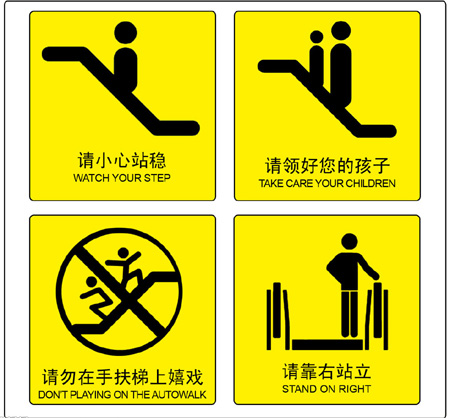 请小心站稳
WATCH YOUR STEP
请领好您的孩子
TAKE CARE YOUR CHILDREN
请勿在手扶梯上嬉戏
DON'T PLAYING ON THE AUTOWALK
请靠右站立
STAND ON RIGHT